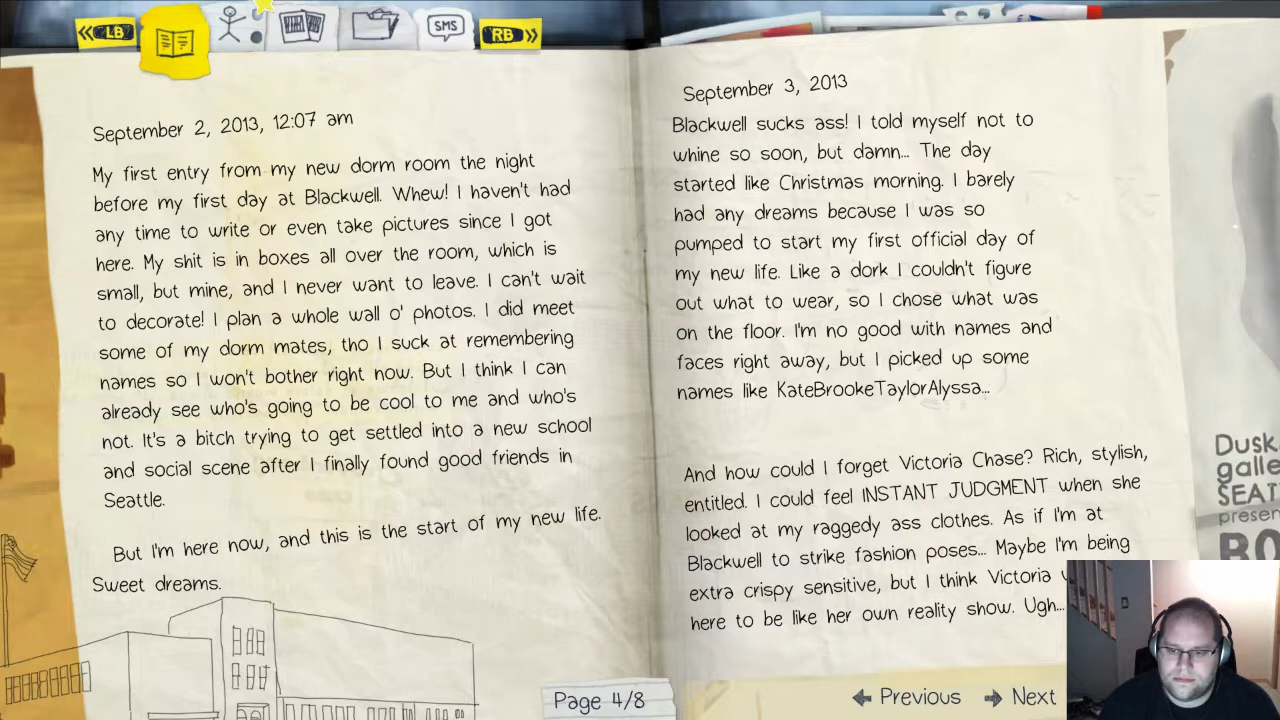 LB
SMS
RB
September 2, 2013, 12:07 am
My first entry from my new dorm room the night
before my first day at Blackwell. Whew! I haven't had
any time to write or even take pictures since I got
here. My shit is in boxes all over the room, which is
small, but mine, and I never want to leave. I can't wait
to decorate! I plan a whole wall o' photos. I did meet
some of my dorm mates, tho I suck at remembering
names so I won't bother right now. But I think I can
already see who's going to be cool to me and who's
not. It's a bitch trying to get settled into a new school
and social scene after I finally found good friends in
Seattle.
But I'm here now, and this is the start of my new life.
Sweet dreams.
September 3, 2013
Blackwell sucks ass! I told myself not to
whine so soon, but damn... The day
started like Christmas morning. I barely
had any dreams because I was so
pumped to start my first official day of
my new life. Like a dork I couldn't figure
out what to wear, so I chose what was
on the floor. I'm no good with names and
faces right away, but I picked up some
names like KateBrookeTaylorAlyssa...
And how could I forget Victoria Chase? Rich, stylish,
entitled. I could feel INSTANT JUDGMENT when she
looked at my raggedy ass clothes. As if I'm at
Blackwell to strike fashion poses... Maybe I'm being
extra crispy sensitive, but I think Victoria
here to be like her own reality show. Ugh...
Page 4/8
Previous
Next